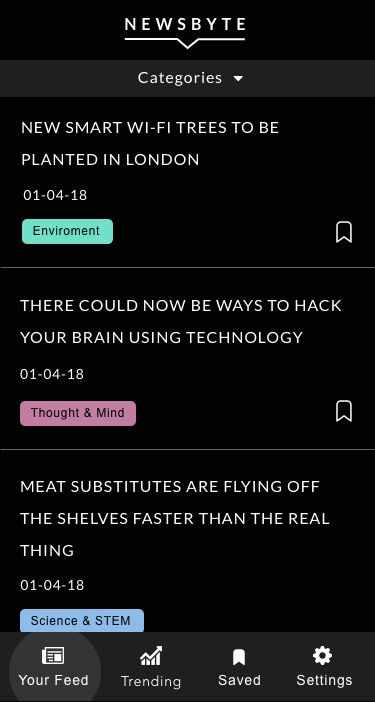 NEWSBYTE
Categories
NEW SMART WI-FI TREES TO BE
PLANTED IN LONDON
01-04-18
Enviroment
THERE COULD NOW BE WAYS TO HACK
YOUR BRAIN USING TECHNOLOGY
01-04-18
Thought & Mind
MEAT SUBSTITUTES ARE FLYING OFF
THE SHELVES FASTER THAN THE REAL
THING
01-04-18
Science & STEM
Your Feed
Trending
Saved
Settings